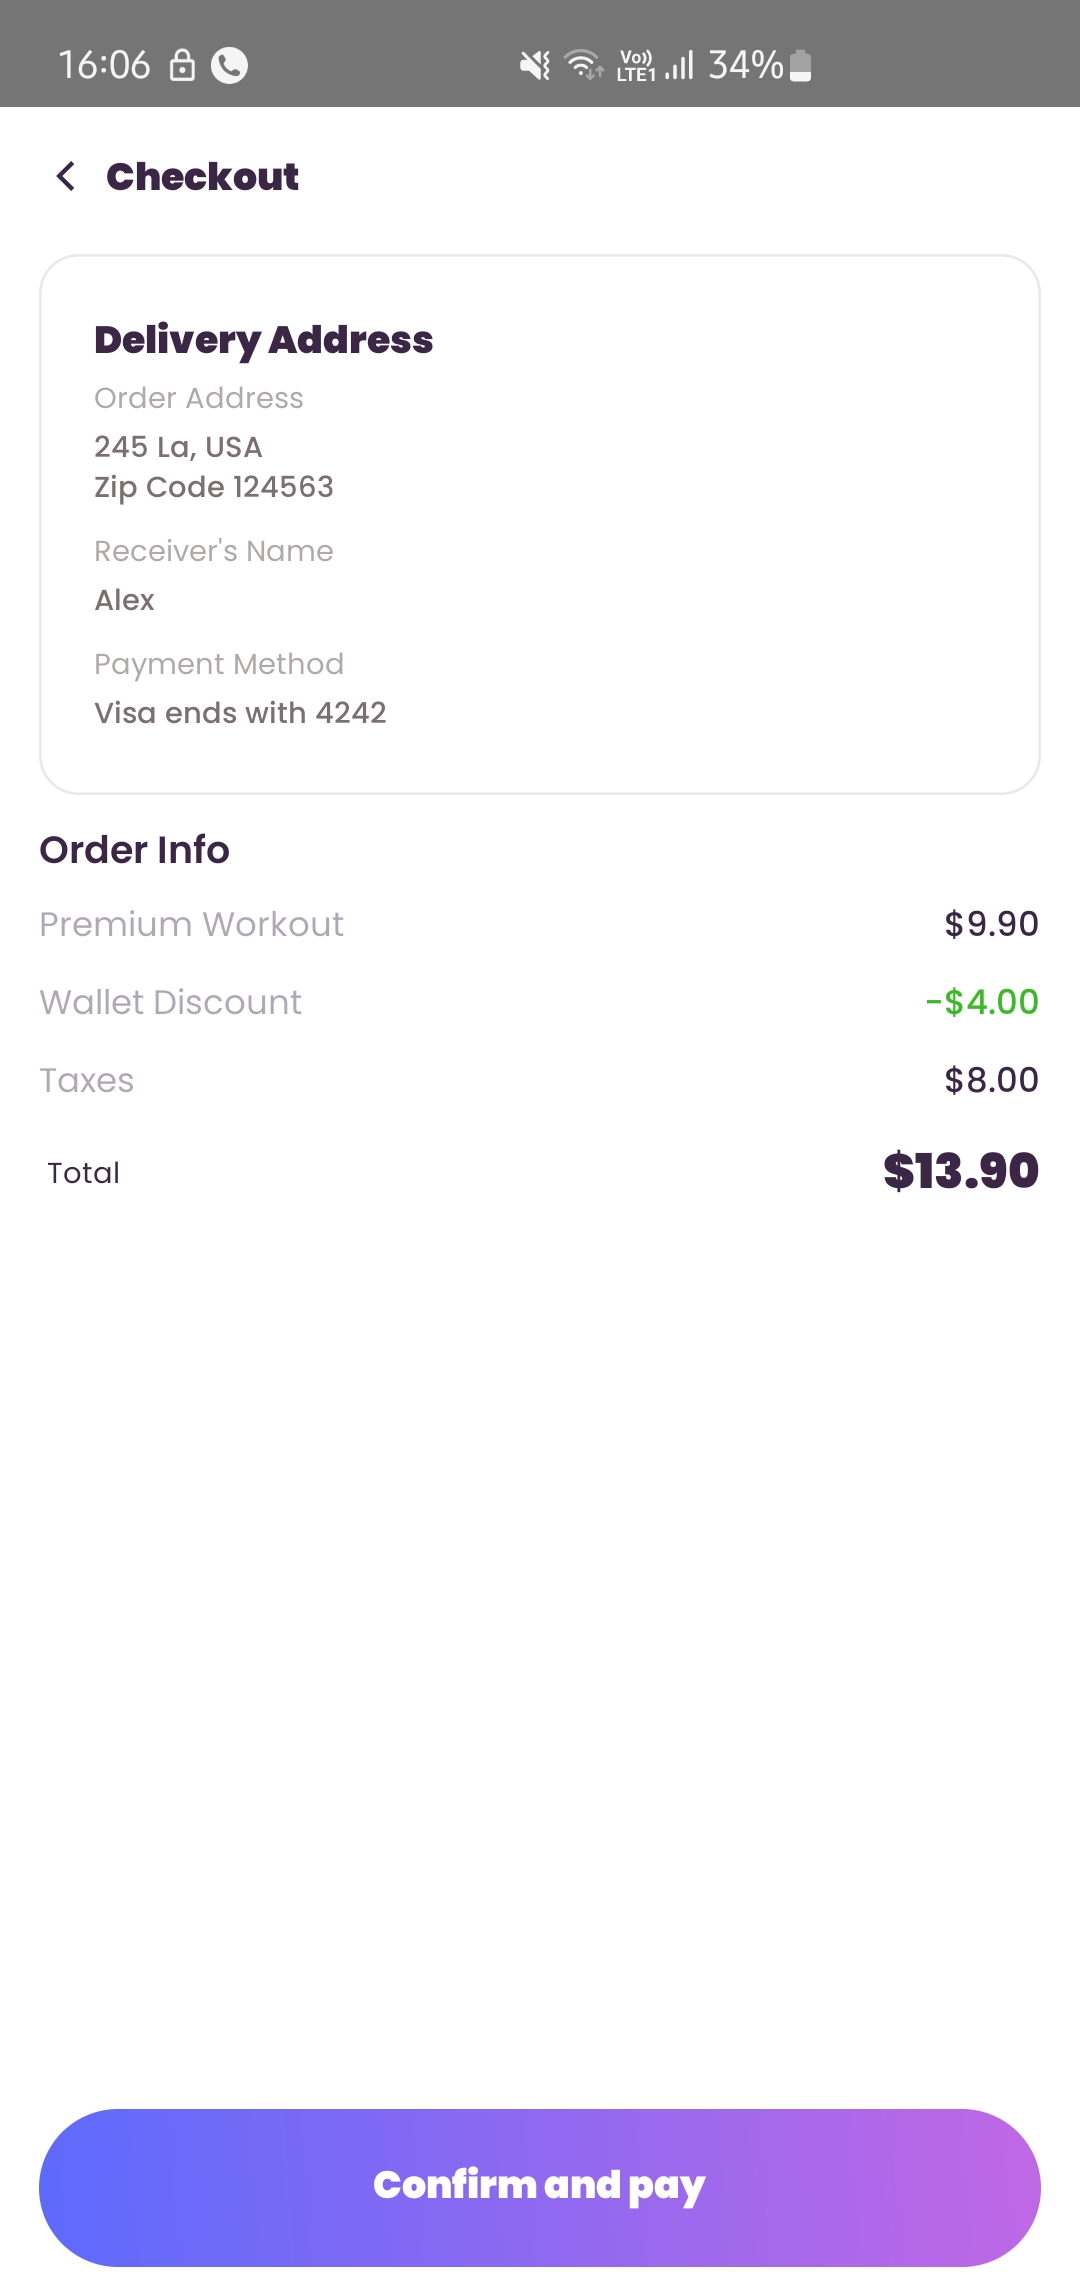 16:06
Vo)) LTE1 34%
Checkout
Delivery Address
Order Address
245 La, USA
Zip Code 124563
Receiver's Name
Alex
Payment Method
Visa ends with 4242
Order Info
Premium Workout $9.90
Wallet Discount -$4.00
Taxes $8.00
Total $13.90
Confirm and pay